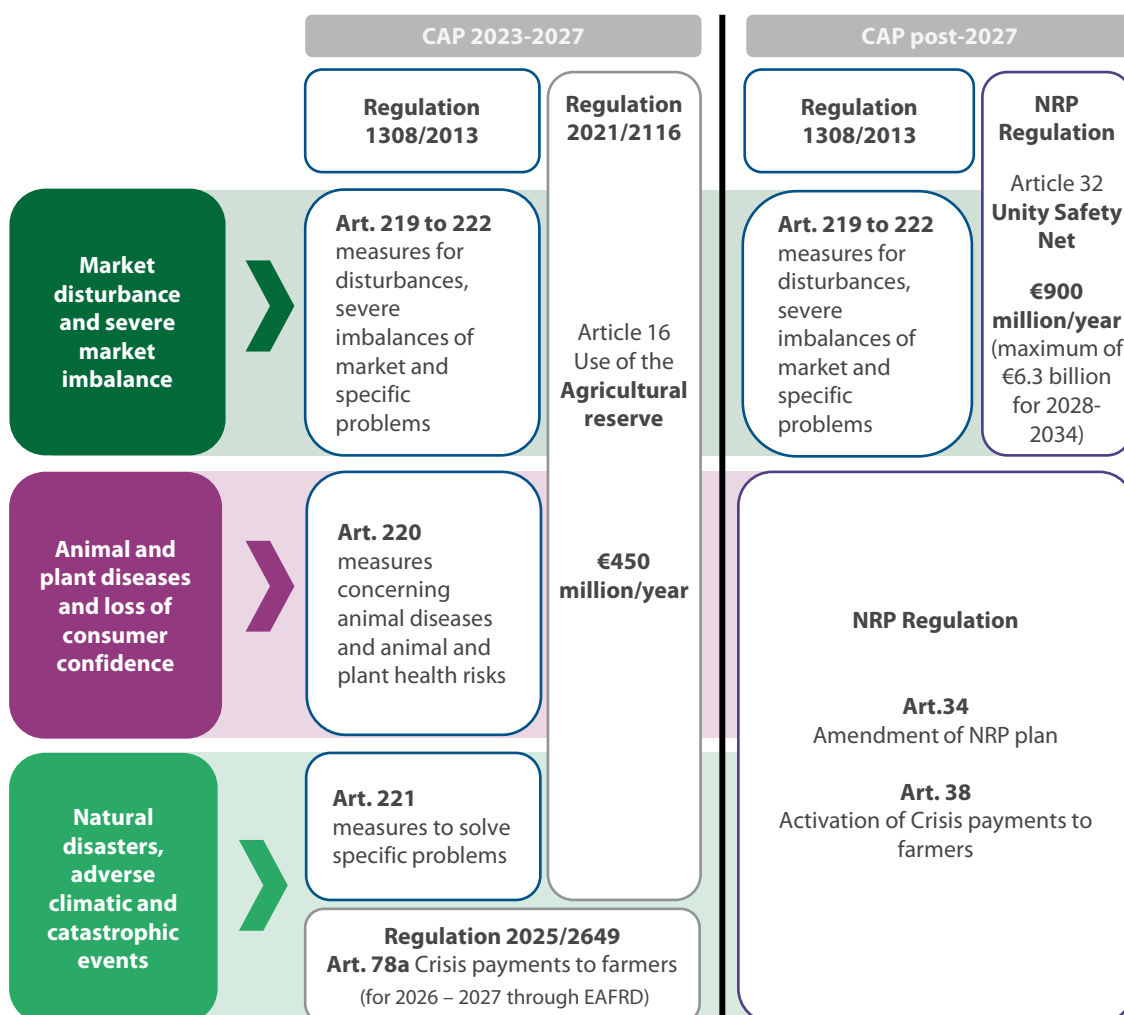 CAP 2023-2027
CAP post-2027
Regulation
1308/2013
Regulation
2021/2116
Regulation
1308/2013
NRP
Regulation
Market
disturbance
and severe
market
imbalance
Art. 219 to 222
measures for
disturbances,
severe
imbalances of
market and
specific
problems
Article 16
Use of the
Agricultural
reserve
€450
million/year
Art. 219 to 222
measures for
disturbances,
severe
imbalances of
market and
specific
problems
Article 32
Unity Safety
Net
€900
million/year
(maximum of
€6.3 billion
for 2028-
2034)
Animal and
plant diseases
and loss of
consumer
confidence
Art. 220
measures
concerning
animal diseases
and animal and
plant health risks
NRP Regulation
Art.34
Amendment of NRP plan
Art. 38
Activation of Crisis payments to
farmers
Natural
disasters,
adverse
climatic and
catastrophic
events
Art. 221
measures to solve
specific problems
Regulation 2025/2649
Art. 78a Crisis payments to farmers
(for 2026 – 2027 through EAFRD)